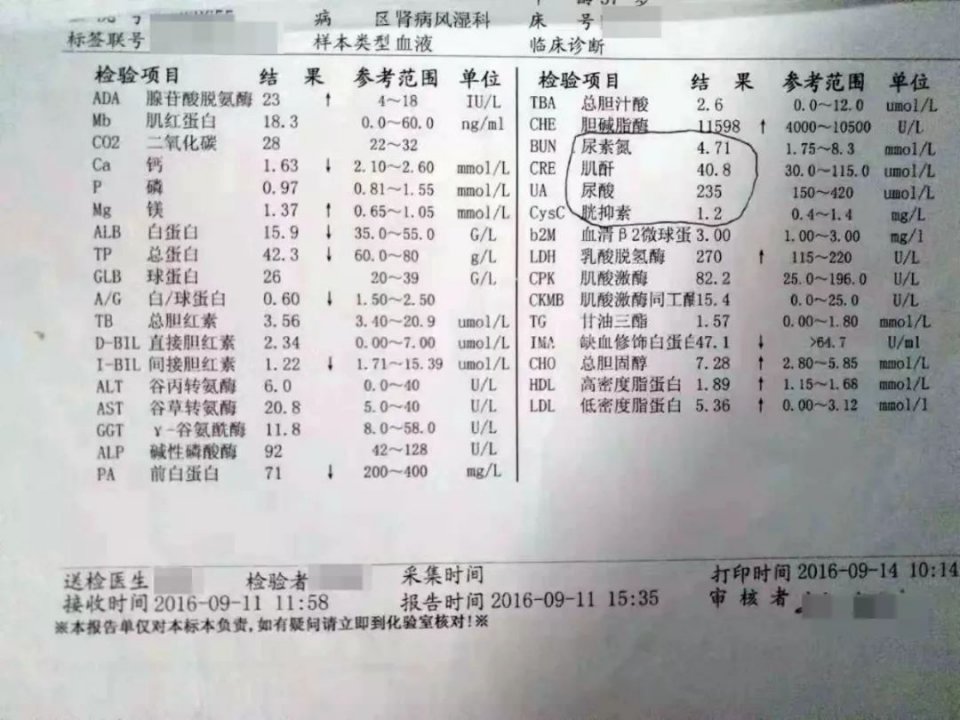 病 区肾病风湿科 床 号
标签联号 样本类型血液 临床诊断
检验项目 结 果 参考范围 单位
ADA 腺苷酸脱氨酶 23 ↑ 4~18 IU/L
Mb 肌红蛋白 18.3 0.0~60.0 ng/ml
CO2 二氧化碳 28 22~32
Ca 钙 1.63 ↓ 2.10~2.60 mmol/L
P 磷 0.97 0.81~1.55 mmol/L
Mg 镁 1.37 ↑ 0.65~1.05 mmol/L
ALB 白蛋白 15.9 ↓ 35.0~55.0 G/L
TP 总蛋白 42.3 ↓ 60.0~80 g/L
GLB 球蛋白 26 20~39 G/L
A/G 白/球蛋白 0.60 ↓ 1.50~2.50
TB 总胆红素 3.56 3.40~20.9 umol/L
D-BIL 直接胆红素 2.34 0.00~7.00 umol/L
I-BIL 间接胆红素 1.22 ↓ 1.71~15.39 umol/L
ALT 谷丙转氨酶 6.0 0.0~40 U/L
AST 谷草转氨酶 20.8 5.0~40 U/L
GGT γ-谷氨酰酶 11.8 8.0~58.0 U/L
ALP 碱性磷酸酶 92 42~128 U/L
PA 前白蛋白 71 ↓ 200~400 mg/L
检验项目 结 果 参考范围 单位
TBA 总胆汁酸 2.6 0.0~12.0 umol/L
CHE 胆碱脂酶 11598 ↑ 4000~10500 U/L
BUN 尿素氮 4.71 1.75~8.3 mmol/L
CRE 肌酐 40.8 30.0~115.0 umol/L
UA 尿酸 235 150~420 umol/L
CysC 胱抑素 1.2 0.4~1.4 mg/L
b2M 血清β2微球蛋 3.00 1.00~3.00 mg/l
LDH 乳酸脱氢酶 270 ↑ 115~220 U/L
CPK 肌酸激酶 82.2 25.0~196.0 U/L
CKMB 肌酸激酶同工酶15.4 0.0~25.0 U/L
TG 甘油三酯 1.57 0.00~1.80 mmol/L
IMA 缺血修饰白蛋白47.1 ↓ >64.7 U/ml
CHO 总胆固醇 7.28 ↑ 2.80~5.85 mmol/L
HDL 高密度脂蛋白 1.89 ↑ 1.15~1.68 mmol/L
LDL 低密度脂蛋白 5.36 ↑ 0.00~3.12 mmol/l
送检医生 检验者 采集时间 打印时间 2016-09-14 10:14
接收时间 2016-09-11 11:58 报告时间 2016-09-11 15:35 审 核 者
※本报告单仅对本标本负责,如有疑问请立即到化验室核对!※